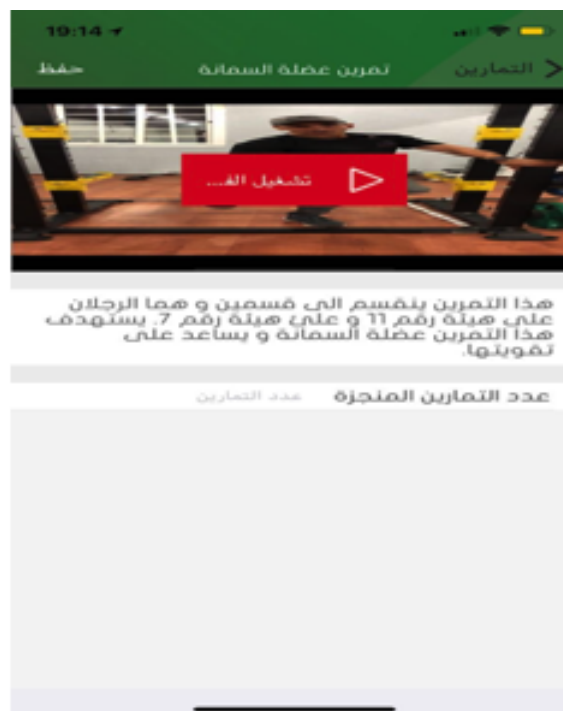 19:14
التمارين
تمرين عضلة السمانة
حفظ
تشغيل الف...
هذا التمرين ينقسم الى قسمين و هما الرجلان
على هيئة رقم 11 و على هيئة رقم 7. يستهدف
هذا التمرين عضلة السمانة و يساعد على
تقويتها.
عدد التمارين المنجزة عدد التمارين